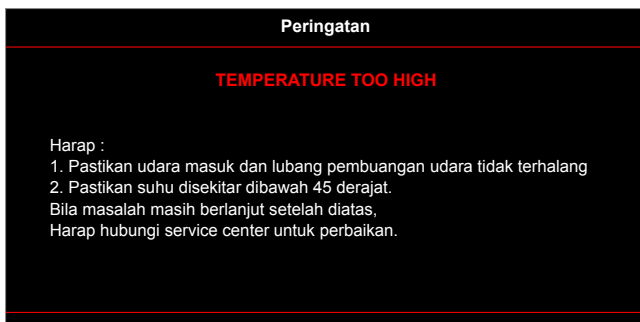 Peringatan
TEMPERATURE TOO HIGH
Harap :
1. Pastikan udara masuk dan lubang pembuangan udara tidak terhalang
2. Pastikan suhu disekitar dibawah 45 derajat.
Bila masalah masih berlanjut setelah diatas,
Harap hubungi service center untuk perbaikan.